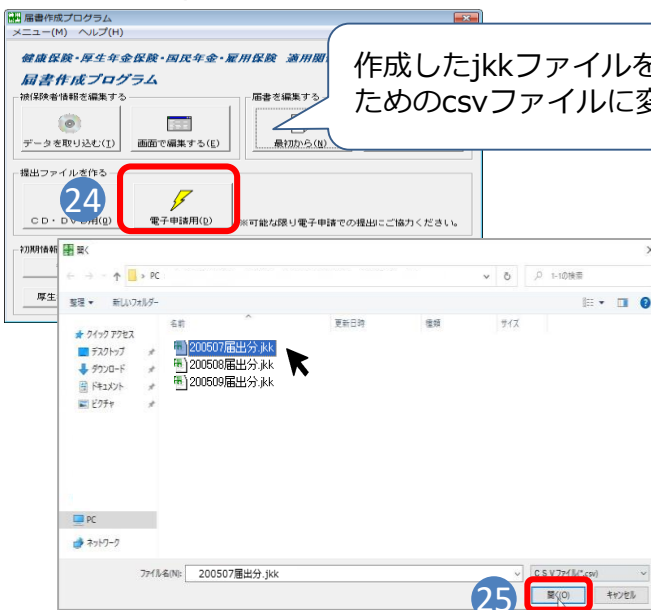 届書作成プログラム
メニュー(M) ヘルプ(H)
健康保険・厚生年金保険・国民年金・雇用保険 適用関
届書作成プログラム
作成したjkkファイルを
ためのcsvファイルに変
被保険者情報を編集する
届書を編集する
データを取り込む(I)
画面で編集する(E)
最初から(N)
提出ファイルを作る
24
電子申請用(D)
※可能な限り電子申請での提出にご協力ください。
初期情報
厚生
開く
PC
1-1の検索
整理 新しいフォルダー
名前 更新日時 種類 サイズ
クイック アクセス
デスクトップ
ダウンロード
ドキュメント
ピクチャ
200507届出分.jkk
200508届出分.jkk
200509届出分.jkk
PC
ネットワーク
ファイル名(N): 200507届出分.jkk
CSVファイル(*.csv)
25
開く(O)
キャンセル